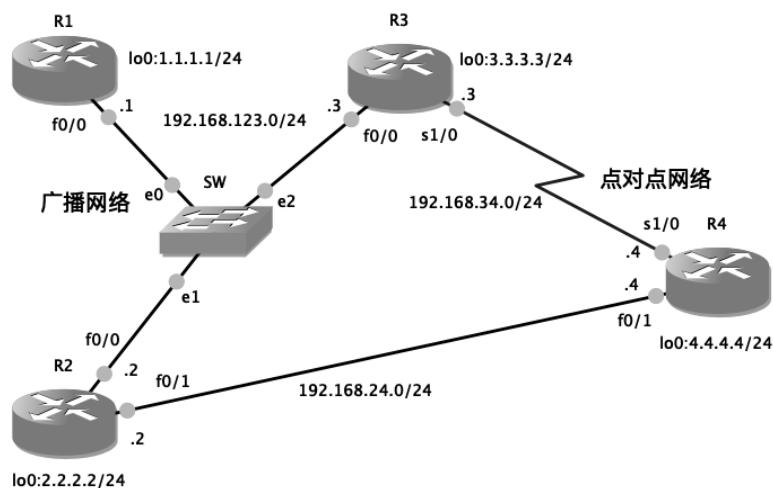 R1
lo0:1.1.1.1/24
R3
lo0:3.3.3.3/24
.1
f0/0
192.168.123.0/24
.3
f0/0
.3
s1/0
广播网络
e0
SW
e2
点对点网络
192.168.34.0/24
s1/0
R4
.4
.4
e1
f0/1
lo0:4.4.4.4/24
f0/0
R2
.2
f0/1
192.168.24.0/24
.2
lo0:2.2.2.2/24